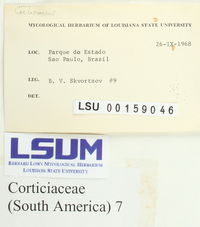 MYCOLOGICAL HERBARIUM OF LOUISIANA STATE UNIVERSITY
26-IX-1968
LOC. Parque do Estado
Sao Paulo, Brazil
LEG. B. V. Skvortzov #9
DET.
LSU 00159046
LSUM
BERNARD LOWY MYCOLOGICAL HERBARIUM
LOUISIANA STATE UNIVERSITY
Corticiaceae
(South America) 7